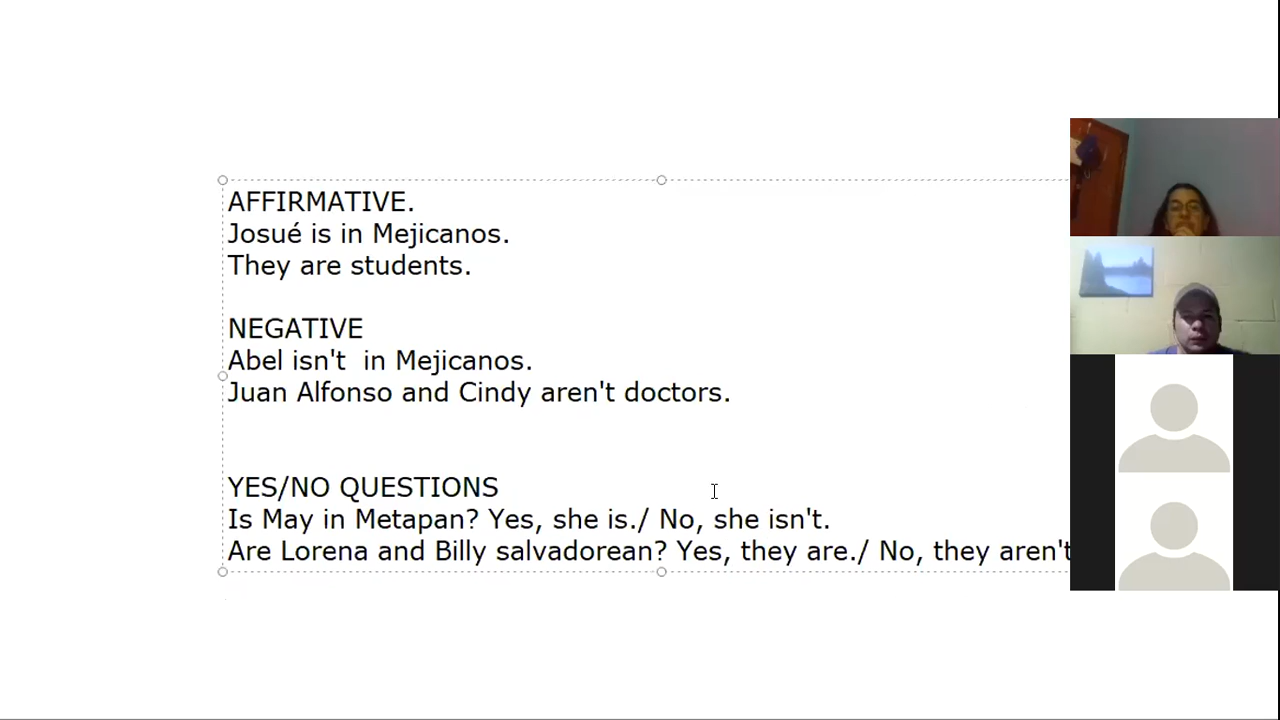 AFFIRMATIVE.
Josué is in Mejicanos.
They are students.
NEGATIVE
Abel isn't  in Mejicanos.
Juan Alfonso and Cindy aren't doctors.
YES/NO QUESTIONS
Is May in Metapan? Yes, she is./ No, she isn't.
Are Lorena and Billy salvadorean? Yes, they are./ No, they aren't